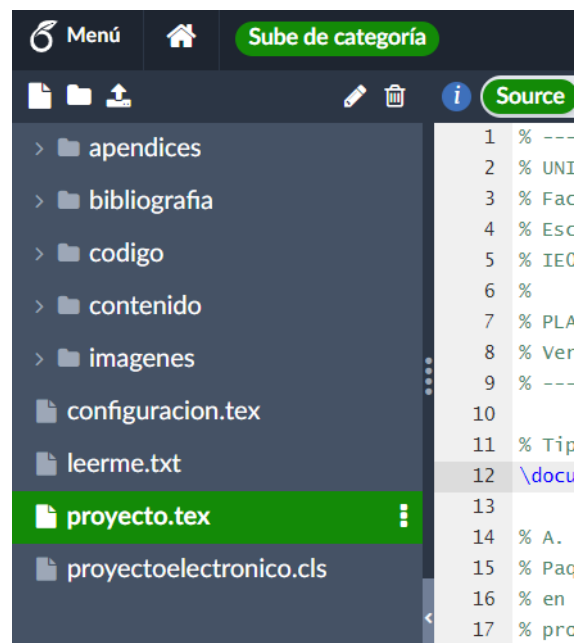 Menú
Sube de categoría
i
Source
apendices
bibliografia
codigo
contenido
imagenes
configuracion.tex
leerme.txt
proyecto.tex
proyectoelectronico.cls
1 % ---
2 % UNI
3 % Fac
4 % Esc
5 % IE0
6 %
7 % PLA
8 % Ver
9 % ---
10
11 % Tip
12 \docu
13
14 % A.
15 % Paq
16 % en
17 % pro